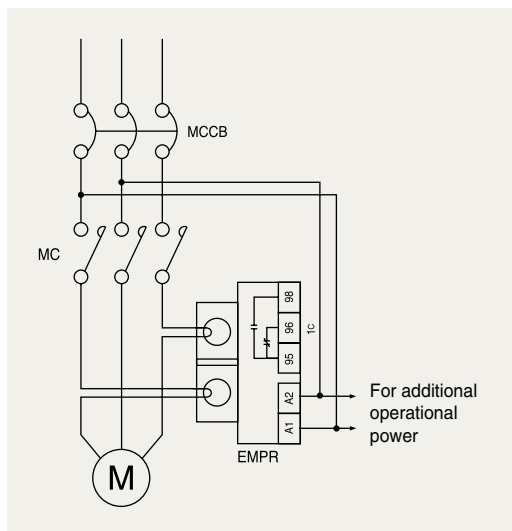 MCCB
MC
98
96
95
1c
A2
A1
For additional
operational
power
EMPR
M